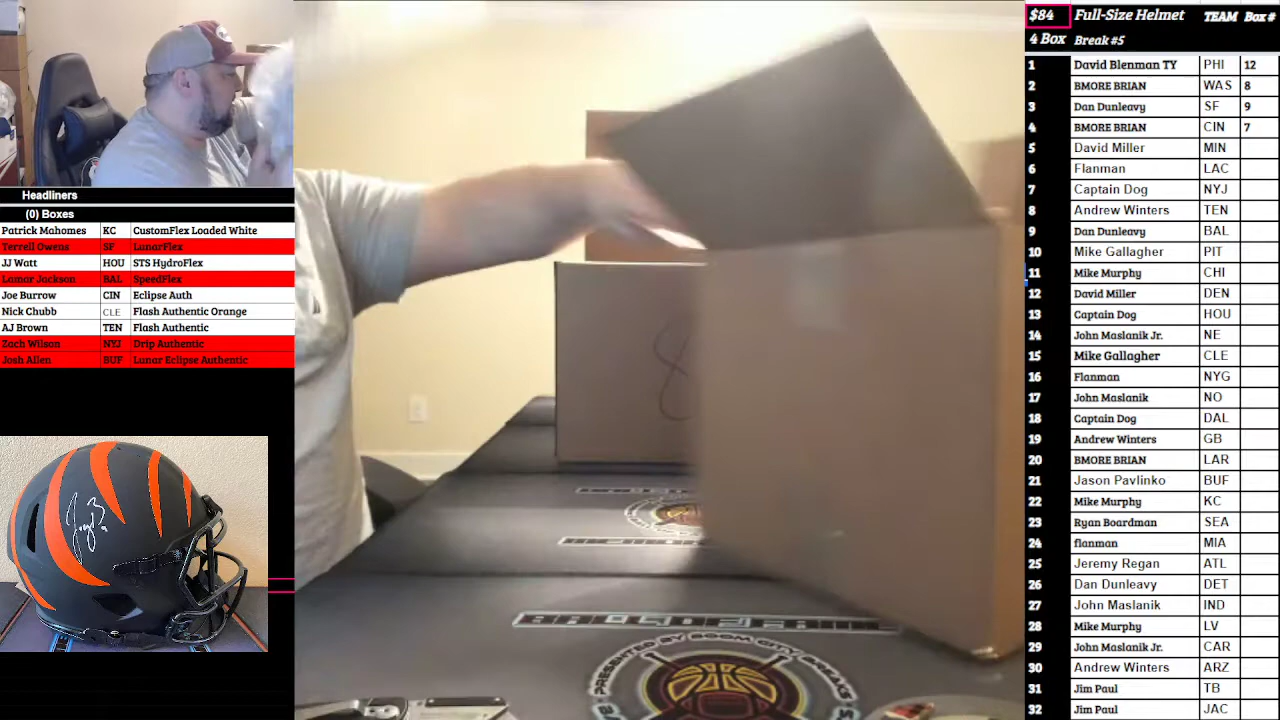 Headliners
(0) Boxes
Patrick Mahomes KC CustomFlex Loaded White
Terrell Owens SF LunarFlex
JJ Watt HOU STS HydroFlex
Lamar Jackson BAL SpeedFlex
Joe Burrow CIN Eclipse Auth
Nick Chubb CLE Flash Authentic Orange
AJ Brown TEN Flash Authentic
Zach Wilson NYJ Drip Authentic
Josh Allen BUF Lunar Eclipse Authentic
8
PRESENTED BY BOOM CITY BREAKS
$84 Full-Size Helmet TEAM Box #
4 Box Break #5
1 David Blenman TY PHI 12
2 BMORE BRIAN WAS 8
3 Dan Dunleavy SF 9
4 BMORE BRIAN CIN 7
5 David Miller MIN
6 Flanman LAC
7 Captain Dog NYJ
8 Andrew Winters TEN
9 Dan Dunleavy BAL
10 Mike Gallagher PIT
11 Mike Murphy CHI
12 David Miller DEN
13 Captain Dog HOU
14 John Maslanik Jr. NE
15 Mike Gallagher CLE
16 Flanman NYG
17 John Maslanik NO
18 Captain Dog DAL
19 Andrew Winters GB
20 BMORE BRIAN LAR
21 Jason Pavlinko BUF
22 Mike Murphy KC
23 Ryan Boardman SEA
24 flanman MIA
25 Jeremy Regan ATL
26 Dan Dunleavy DET
27 John Maslanik IND
28 Mike Murphy LV
29 John Maslanik Jr. CAR
30 Andrew Winters ARZ
31 Jim Paul TB
32 Jim Paul JAC